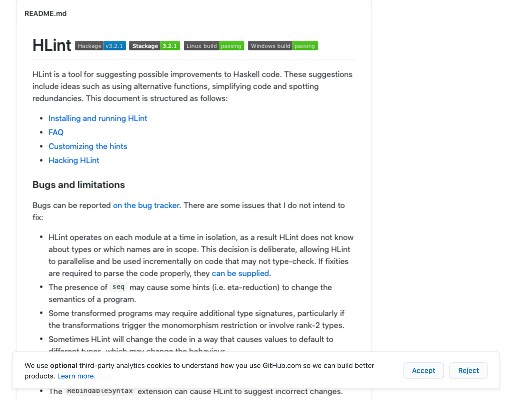 README.md
HLint Hackage v3.2.1 Stackage 3.2.1 Linux build passing Windows build passing
HLint is a tool for suggesting possible improvements to Haskell code. These suggestions
include ideas such as using alternative functions, simplifying code and spotting
redundancies. This document is structured as follows:
• Installing and running HLint
• FAQ
• Customizing the hints
• Hacking HLint
Bugs and limitations
Bugs can be reported on the bug tracker. There are some issues that I do not intend to
fix:
• HLint operates on each module at a time in isolation, as a result HLint does not know
about types or which names are in scope. This decision is deliberate, allowing HLint
to parallelise and be used incrementally on code that may not type-check. If fixities
are required to parse the code properly, they can be supplied.
• The presence of seq may cause some hints (i.e. eta-reduction) to change the
semantics of a program.
• Some transformed programs may require additional type signatures, particularly if
the transformations trigger the monomorphism restriction or involve rank-2 types.
• Sometimes HLint will change the code in a way that causes values to default to
different types, which may change the behaviour.
We use optional third-party analytics cookies to understand how you use GitHub.com so we can build better
products. Learn more.
Accept Reject
• The RebindableSyntax extension can cause HLint to suggest incorrect changes.